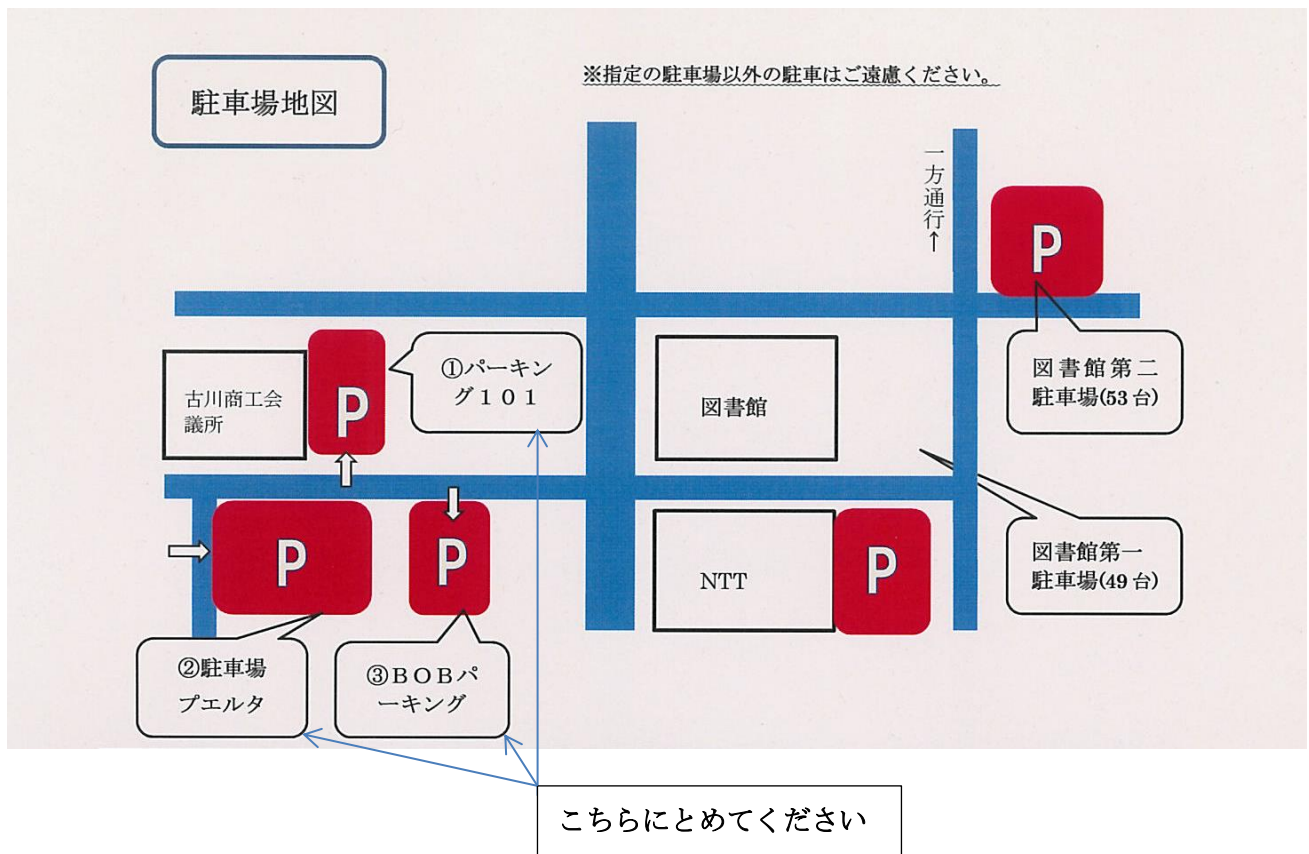 駐車場地図
※指定の駐車場以外の駐車はご遠慮ください。
一方通行↑
P
古川商工会
議所
P
①パーキン
グ１０１
図書館
図書館第二
駐車場(53台)
P
P
NTT
P
図書館第一
駐車場(49台)
②駐車場
プエルタ
③ＢＯＢパ
ーキング
こちらにとめてください